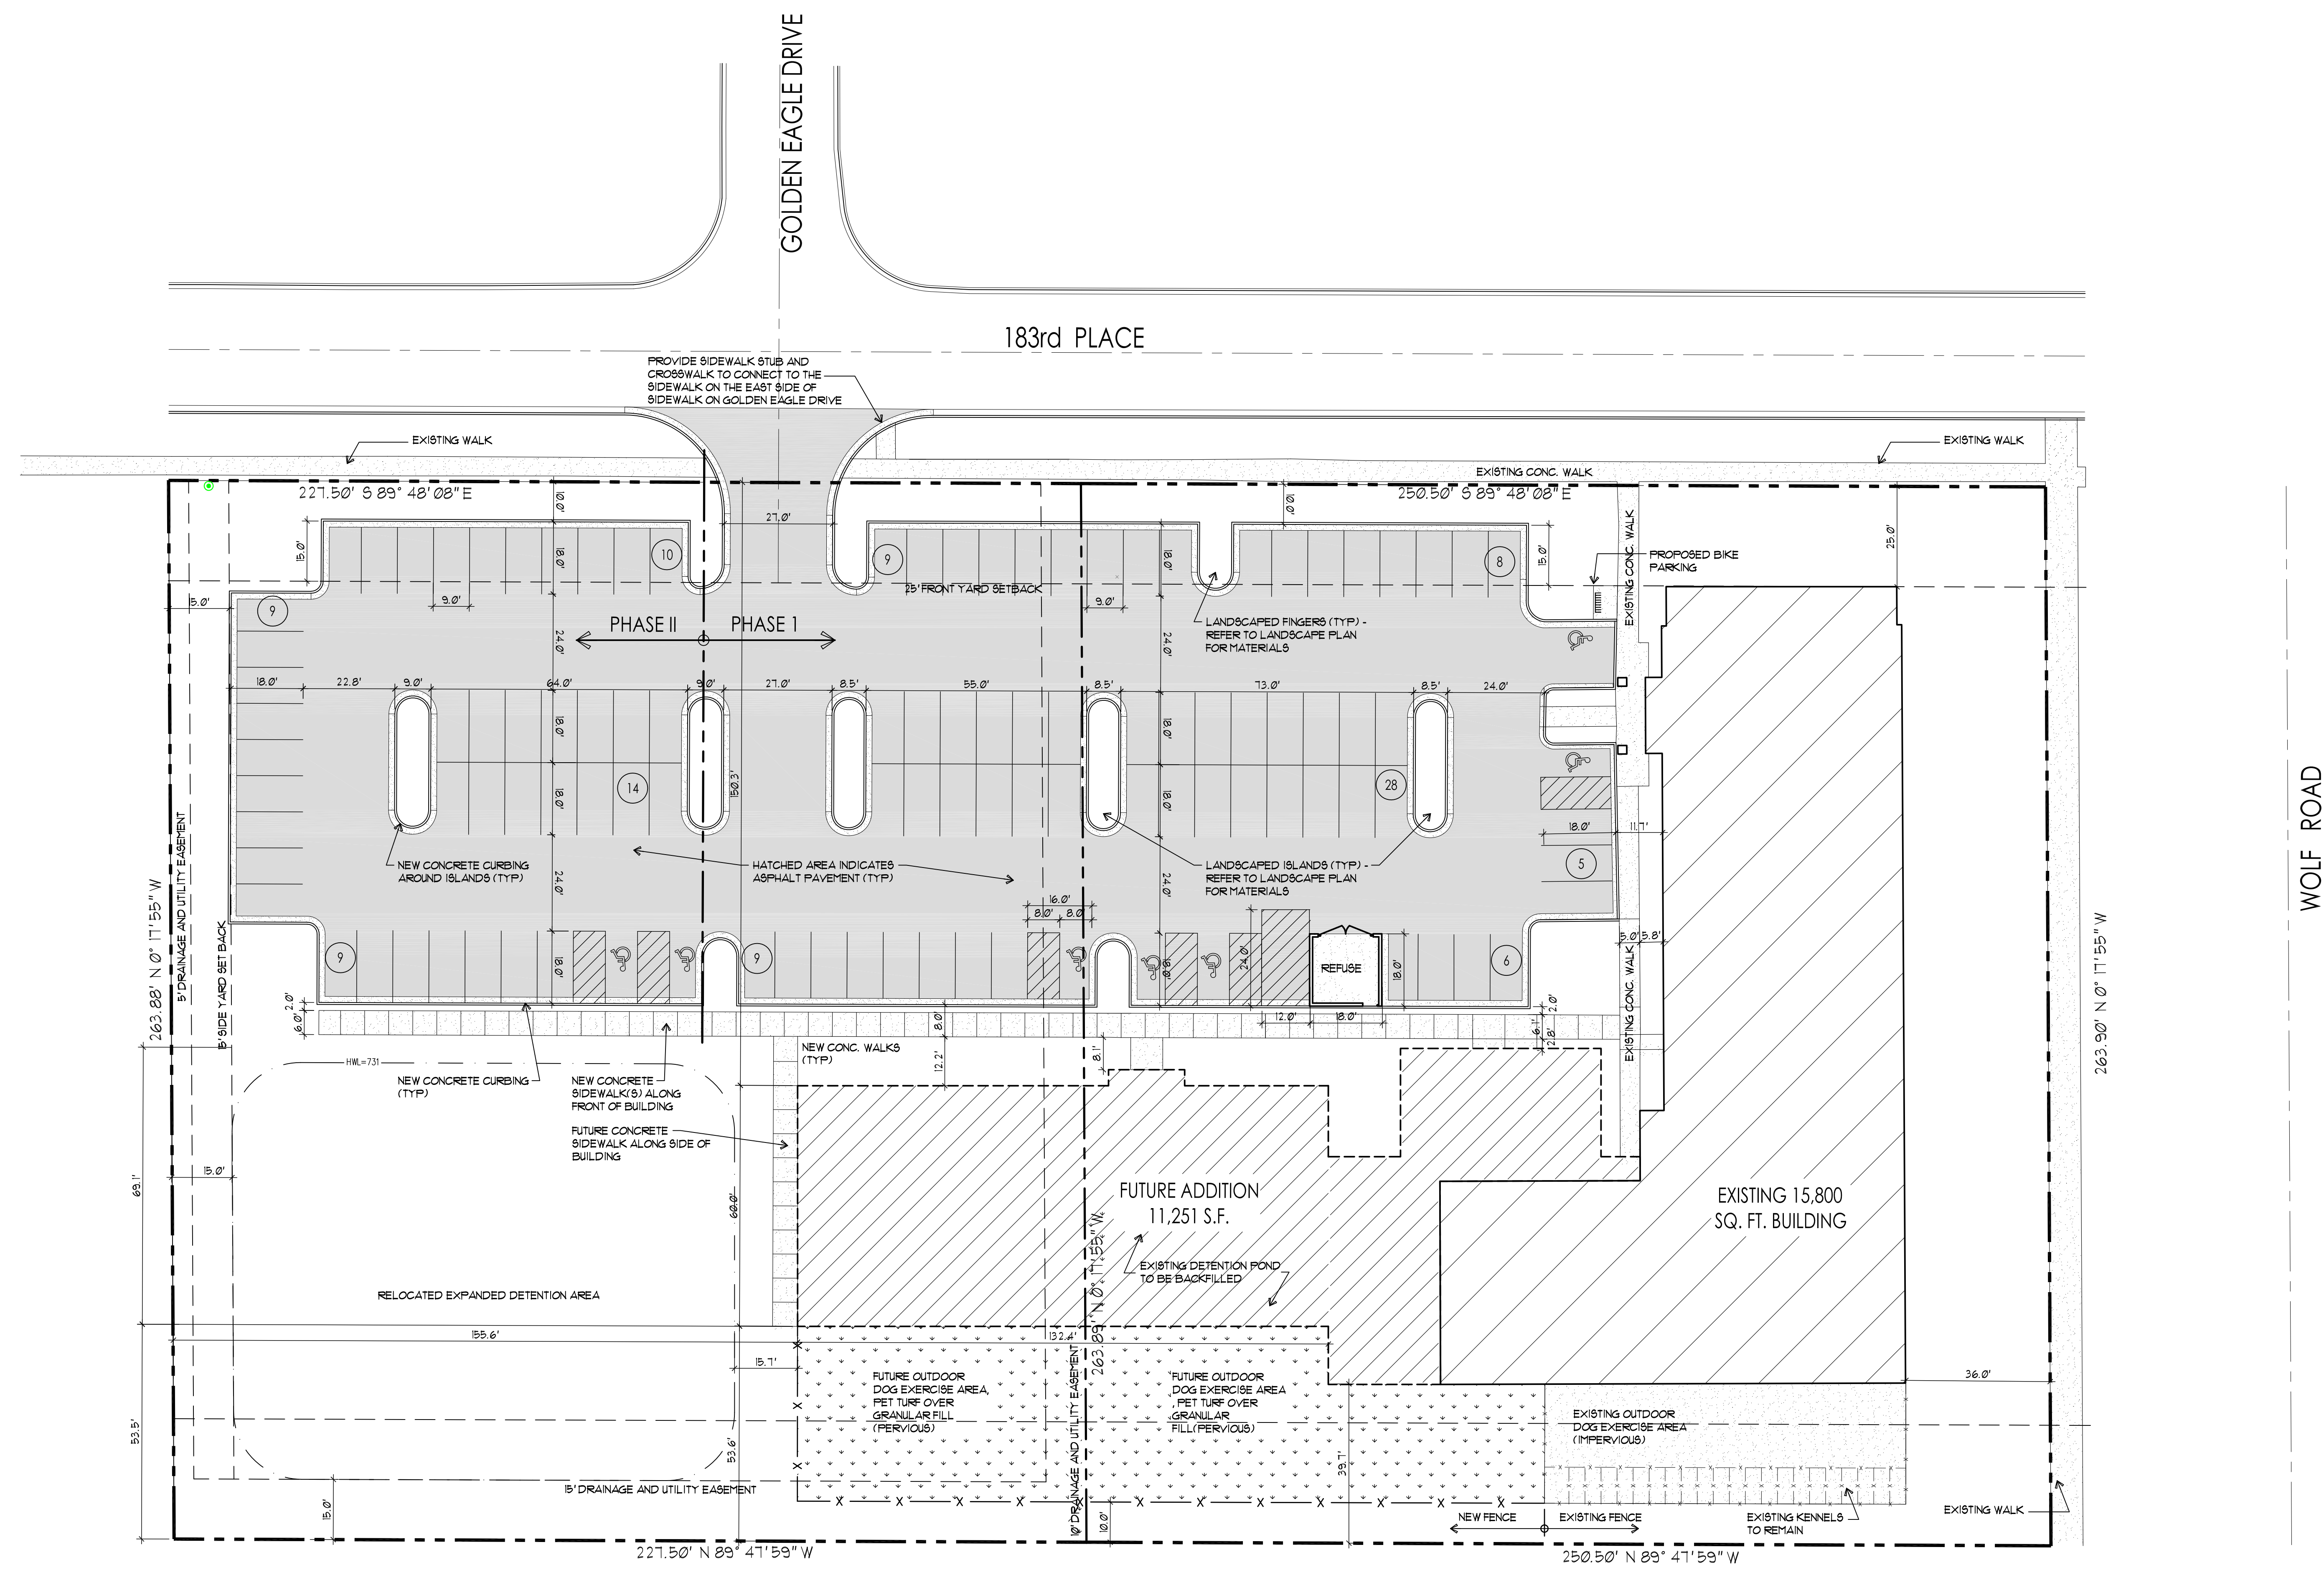 GOLDEN EAGLE DRIVE
183rd PLACE
PROVIDE SIDEWALK STUB AND
CROSSWALK TO CONNECT TO THE
SIDEWALK ON THE EAST SIDE OF
SIDEWALK ON GOLDEN EAGLE DRIVE
EXISTING WALK
EXISTING WALK
EXISTING CONC. WALK
227.50' S 89° 48' 08" E
250.50' S 89° 48' 08" E
10.0'
27.0'
10.0'
25.0'
15.0'
18.0'
10
9
18.0'
8
15.0'
EXISTING CONC. WALK
PROPOSED BIKE
PARKING
25' FRONT YARD SETBACK
15.0'
9
9.0'
9.0'
PHASE II
PHASE 1
24.0'
24.0'
LANDSCAPED FINGERS (TYP) -
REFER TO LANDSCAPE PLAN
FOR MATERIALS
18.0'
22.8'
9.0'
64.0'
9.0'
27.0'
8.5'
55.0'
8.5'
73.0'
8.5'
24.0'
18.0'
18.0'
14
18.0'
150.3'
18.0'
28
18.0'
11.7'
5
NEW CONCRETE CURBING
AROUND ISLANDS (TYP)
HATCHED AREA INDICATES
ASPHALT PAVEMENT (TYP)
LANDSCAPED ISLANDS (TYP) -
REFER TO LANDSCAPE PLAN
FOR MATERIALS
24.0'
24.0'
WOLF ROAD
5' DRAINAGE AND UTILITY EASEMENT
263.88' N 0° 17' 55" W
15' SIDE YARD SET BACK
16.0'
8.0'
8.0'
5.0'
5.8'
9
18.0'
9
18.0'
24.0'
REFUSE
18.0'
6
263.90' N 0° 17' 55" W
2.0'
6.0'
8.0'
12.0'
18.0'
2.0'
6.1'
2.8'
EXISTING CONC. WALK
HWL=731
NEW CONC. WALKS
(TYP)
12.2'
8.1'
NEW CONCRETE CURBING
(TYP)
NEW CONCRETE
SIDEWALK(S) ALONG
FRONT OF BUILDING
FUTURE CONCRETE
SIDEWALK ALONG SIDE OF
BUILDING
15.0'
69.1'
60.0'
FUTURE ADDITION
11,251 S.F.
EXISTING 15,800
SQ. FT. BUILDING
EXISTING DETENTION POND
TO BE BACKFILLED
263.89' N 0° 17' 55" W
RELOCATED EXPANDED DETENTION AREA
155.6'
132.4'
15.7'
36.0'
FUTURE OUTDOOR
DOG EXERCISE AREA,
PET TURF OVER
GRANULAR FILL
(PERVIOUS)
FUTURE OUTDOOR
DOG EXERCISE AREA
, PET TURF OVER
GRANULAR
FILL(PERVIOUS)
EXISTING OUTDOOR
DOG EXERCISE AREA
(IMPERVIOUS)
10' DRAINAGE AND UTILITY EASEMENT
53.5'
53.6'
39.7'
15' DRAINAGE AND UTILITY EASEMENT
15.0'
10.0'
NEW FENCE
EXISTING FENCE
EXISTING KENNELS
TO REMAIN
EXISTING WALK
227.50' N 89° 47' 59" W
250.50' N 89° 47' 59" W